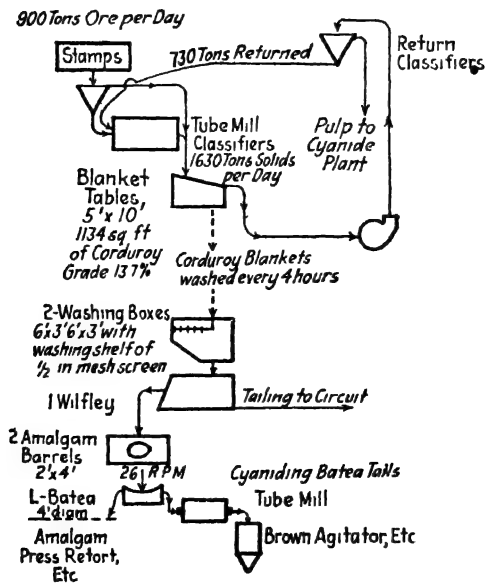 900 Tons Ore per Day
Stamps
730 Tons Returned
Return
Classifiers
Pulp to
Cyanide
Plant
Tube Mill
Classifiers
1630 Tons Solids
per Day
Blanket
Tables,
5'x 10',
1134 sq ft
of Corduroy
Grade 13.7%
Corduroy Blankets
washed every 4 hours
2-Washing Boxes
6'x3'6'x3' with
washing shelf of
1/2 in mesh screen
1 Wilfley
Tailing to Circuit
2 Amalgam
Barrels
2'x4'
26 RPM
L-Batea
4' diam
Amalgam
Press Retort,
Etc
Cyaniding Batea Tails
Tube Mill
Brown Agitator, Etc